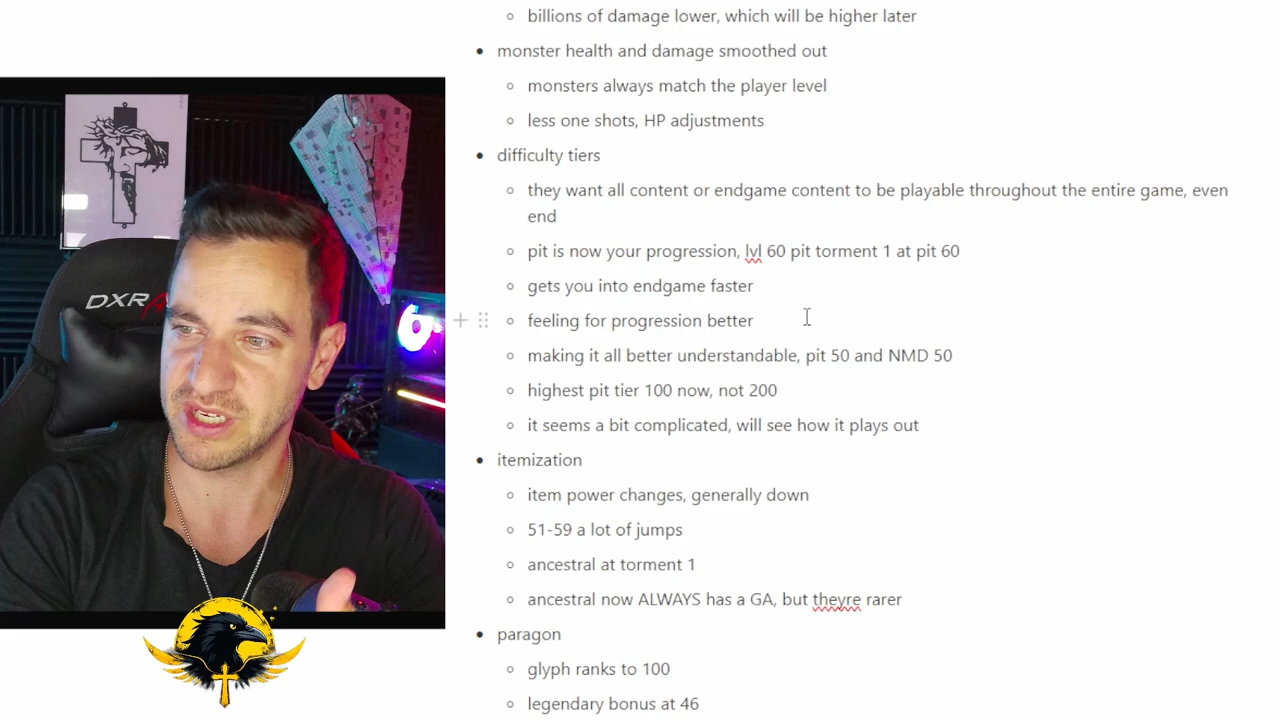 billions of damage lower, which will be higher later
monster health and damage smoothed out
monsters always match the player level
less one shots, HP adjustments
difficulty tiers
they want all content or endgame content to be playable throughout the entire game, even
end
pit is now your progression, lvl 60 pit torment 1 at pit 60
gets you into endgame faster
feeling for progression better
making it all better understandable, pit 50 and NMD 50
highest pit tier 100 now, not 200
it seems a bit complicated, will see how it plays out
itemization
item power changes, generally down
51-59 a lot of jumps
ancestral at torment 1
ancestral now ALWAYS has a GA, but theyre rarer
paragon
glyph ranks to 100
legendary bonus at 46
DXR